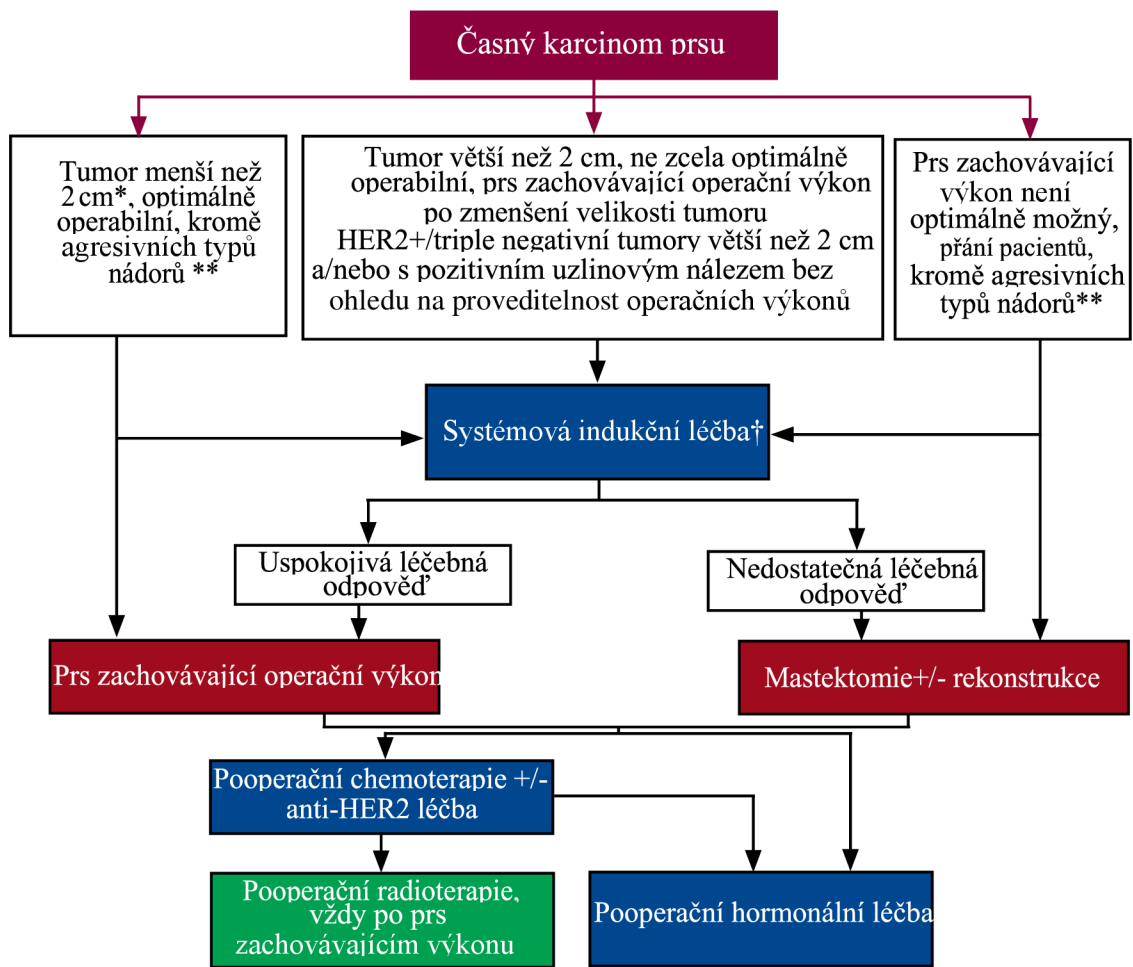 Časný karcinom prsu
Tumor menší než
2 cm*, optimálně
operabilní, kromě
agresivních typů
nádorů **
Tumor větší než 2 cm, ne zcela optimálně
operabilní, prs zachovávající operační výkon
po zmenšení velikosti tumoru
HER2+/triple negativní tumory větší než 2 cm
a/nebo s pozitivním uzlinovým nálezem bez
ohledu na proveditelnost operačních výkonů
Prs zachovávající
výkon není
optimálně možný,
přání pacientů,
kromě agresivních
typů nádorů**
Systémová indukční léčba†
Uspokojivá léčebná
odpověď
Nedostatečná léčebná
odpověď
Prs zachovávající operační výkon
Mastektomie+/- rekonstrukce
Pooperační chemoterapie +/-
anti-HER2 léčba
Pooperační radioterapie,
vždy po prs
zachovávajícím výkonu
Pooperační hormonální léčba